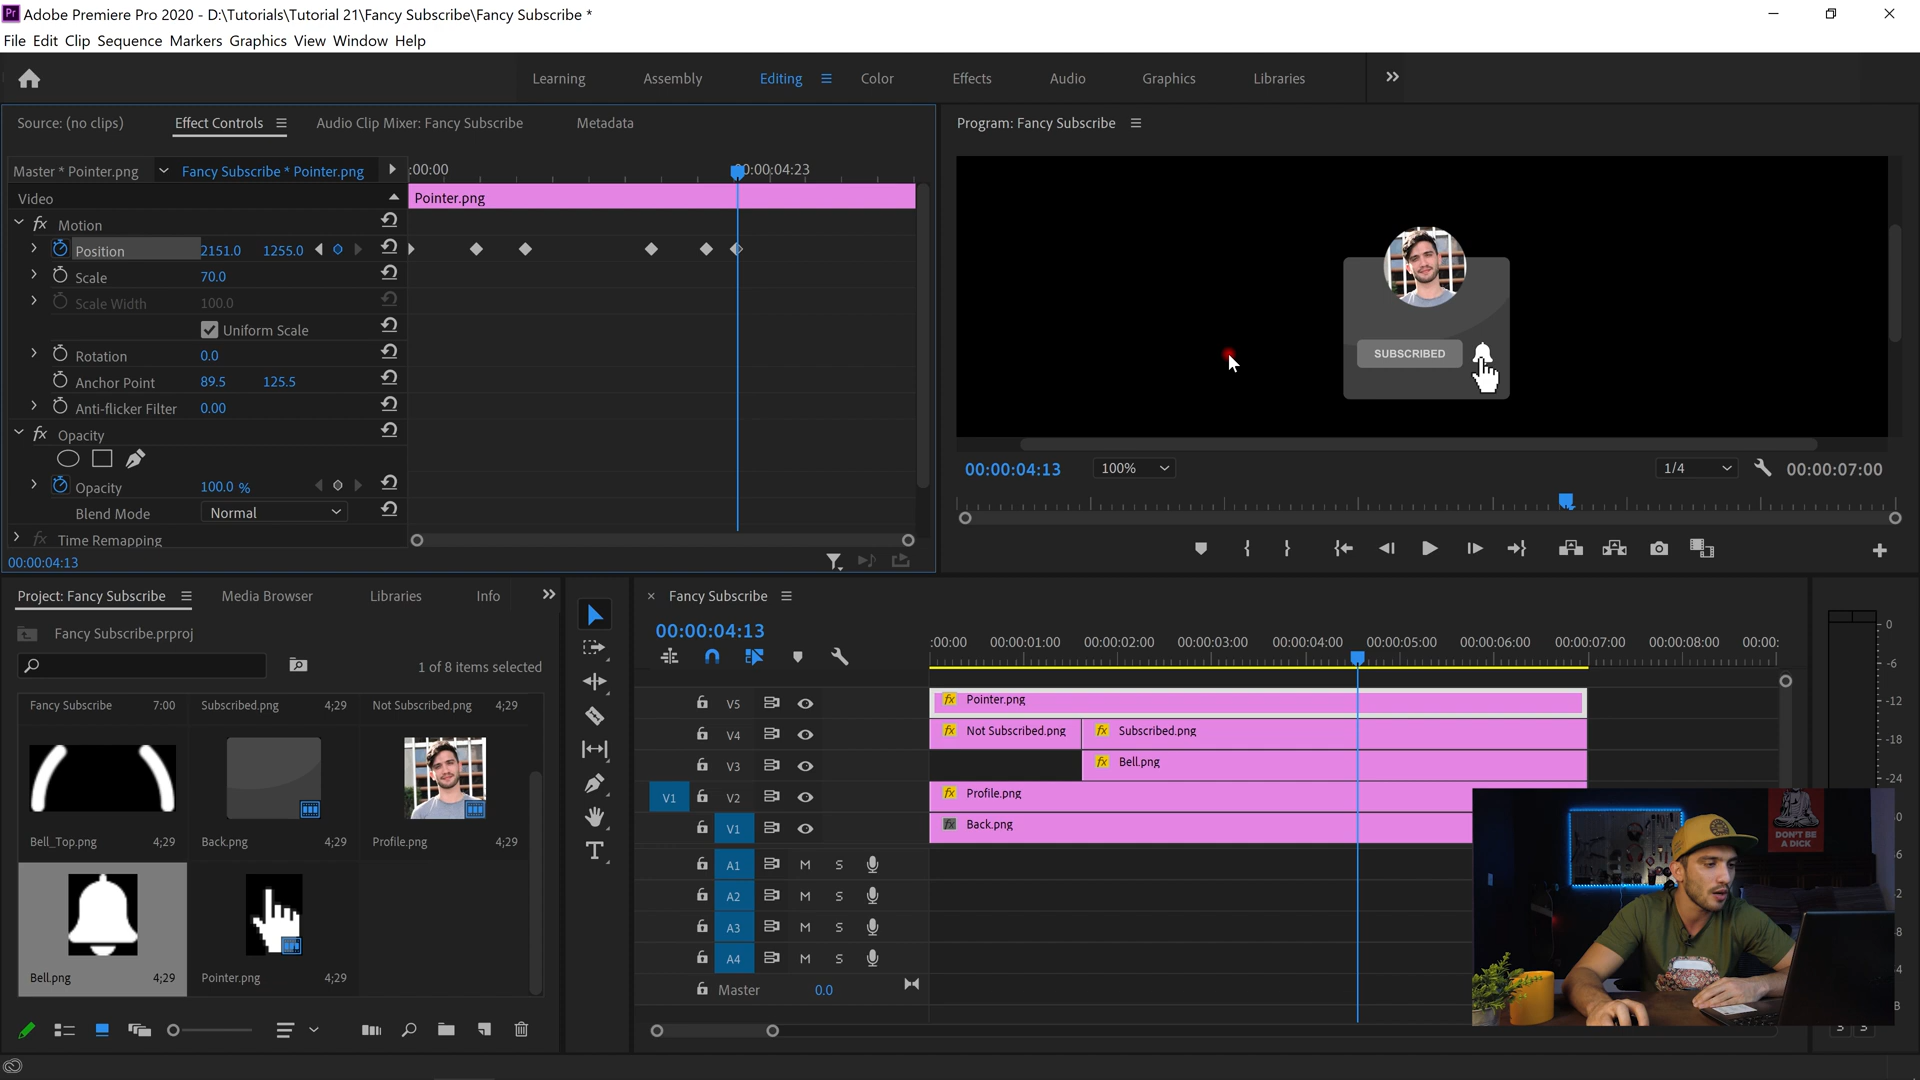 Pr Adobe Premiere Pro 2020 - D:\Tutorials\Tutorial 21\Fancy Subscribe\Fancy Subscribe *
File Edit Clip Sequence Markers Graphics View Window Help
Learning Assembly Editing Color Effects Audio Graphics Libraries
Source: (no clips) Effect Controls Audio Clip Mixer: Fancy Subscribe Metadata
Program: Fancy Subscribe
Master * Pointer.png Fancy Subscribe * Pointer.png :00:00 00:00:04:23
Video Pointer.png
fx Motion
Position 2151.0 1255.0
Scale 70.0
Scale Width 100.0
Uniform Scale
Rotation 0.0
Anchor Point 89.5 125.5
Anti-flicker Filter 0.00
fx Opacity
Opacity 100.0 %
Blend Mode Normal
fx Time Remapping
00:00:04:13
SUBSCRIBED
00:00:04:13 100% 1/4 00:00:07:00
Project: Fancy Subscribe Media Browser Libraries Info
Fancy Subscribe.prproj
1 of 8 items selected
Fancy Subscribe 7:00 Subscribed.png 4;29 Not Subscribed.png 4;29
Bell_Top.png 4;29 Back.png 4;29 Profile.png 4;29
Bell.png 4;29 Pointer.png 4;29
× Fancy Subscribe
00:00:04:13
:00:00 00:00:01:00 00:00:02:00 00:00:03:00 00:00:04:00 00:00:05:00 00:00:06:00 00:00:07:00 00:00:08:00 00:00:
V5 fx Pointer.png
V4 fx Not Subscribed.png fx Subscribed.png
V3 fx Bell.png
V1 V2 fx Profile.png
V1 fx Back.png
A1 M S
A2 M S
A3 M S
A4 M S
Master 0.0
0
-6
-12
-18
-24
DON'T BE
A DICK
S S